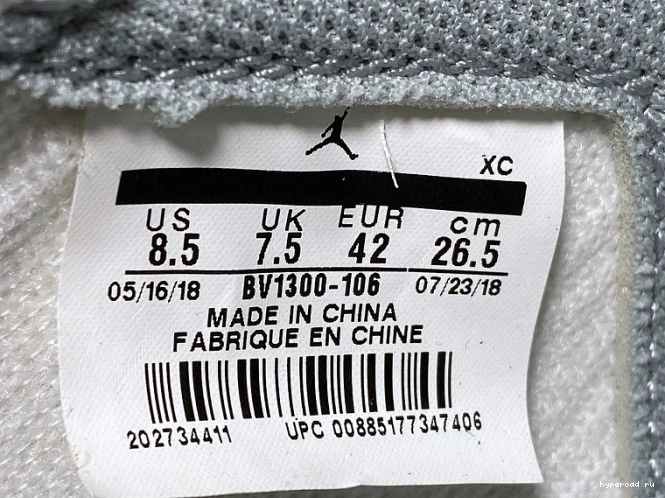 XC
US UK EUR cm
8.5 7.5 42 26.5
05/16/18 BV1300-106 07/23/18
MADE IN CHINA
FABRIQUE EN CHINE
202734411 UPC 00885177347406
hyperoad ru